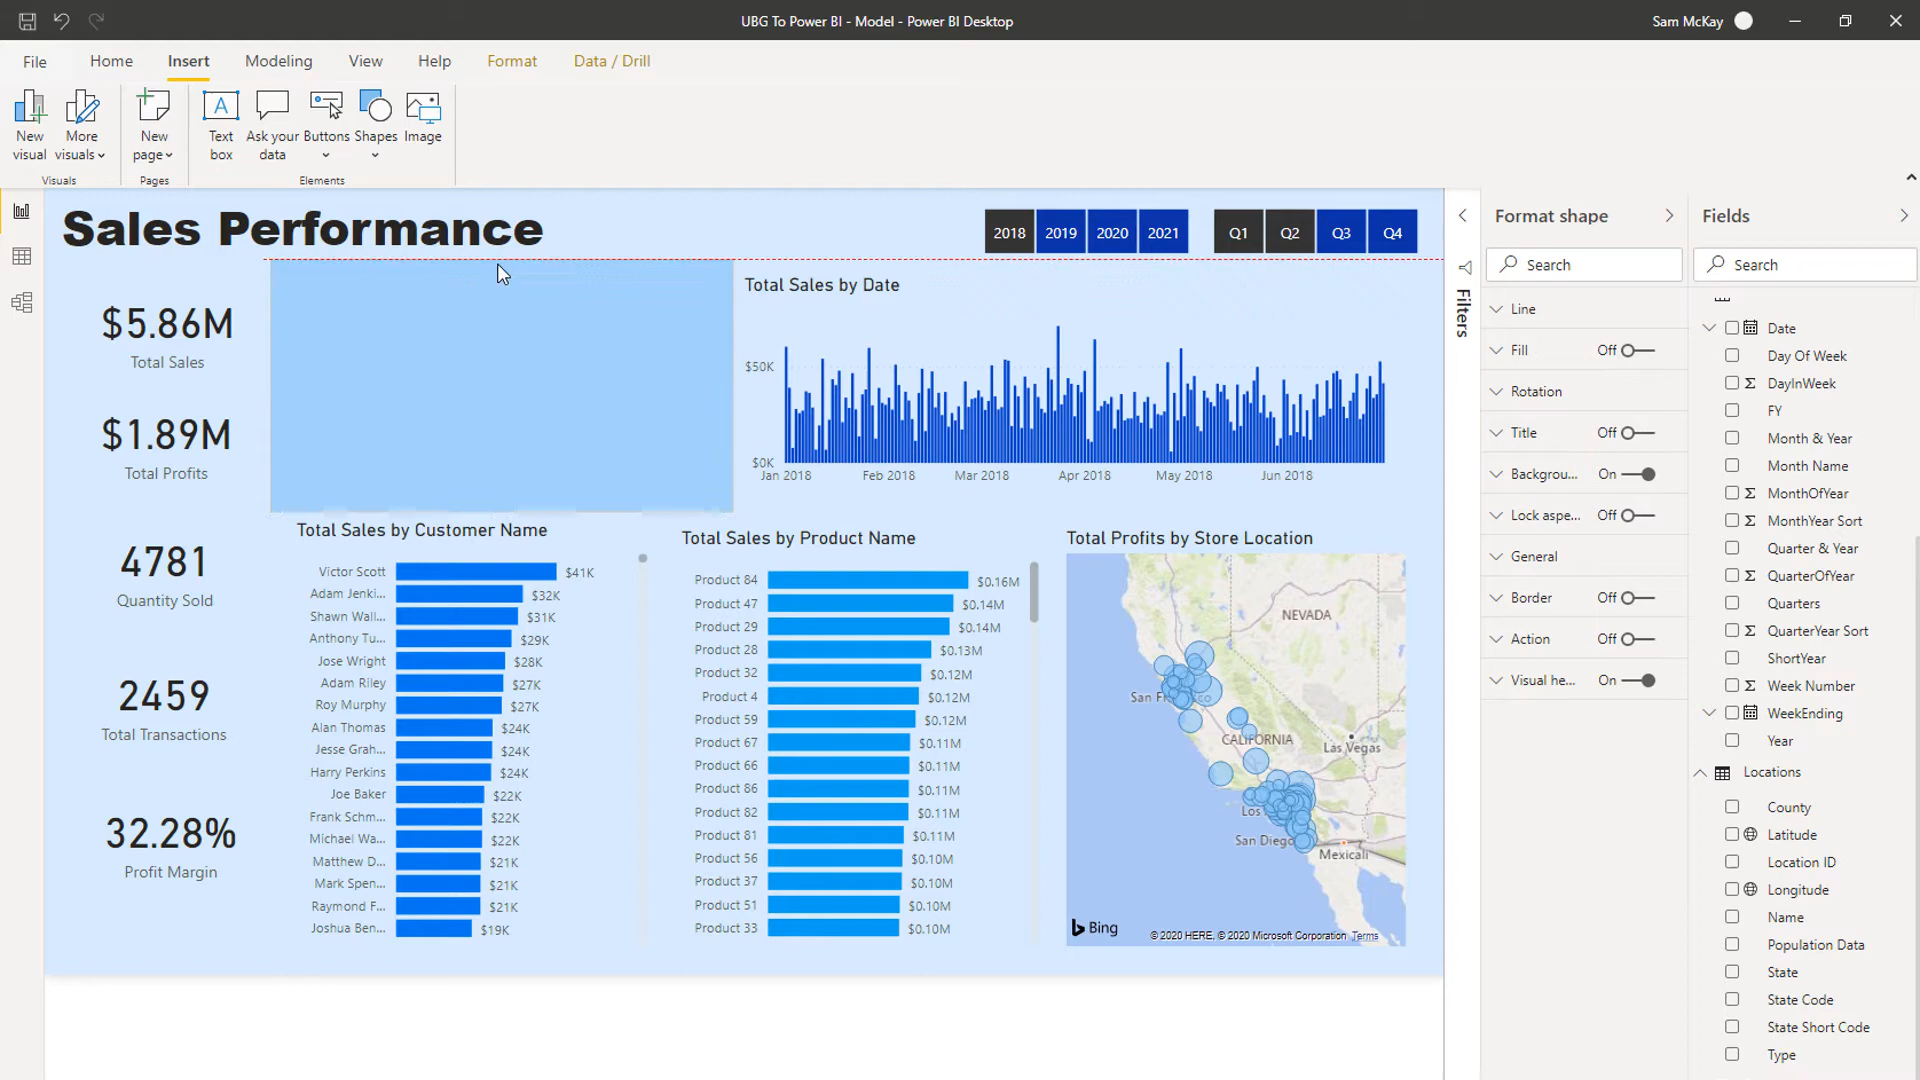 UBG To Power BI - Model - Power BI Desktop
Sam McKay
File
Home
Insert
Modeling
View
Help
Format
Data / Drill
New
visual
More
visuals
New
page
Text
box
Ask your
data
Buttons
Shapes
Image
Visuals
Pages
Elements
Sales Performance
2018
2019
2020
2021
Q1
Q2
Q3
Q4
$5.86M
Total Sales
$1.89M
Total Profits
4781
Quantity Sold
2459
Total Transactions
32.28%
Profit Margin
Total Sales by Date
$50K
$0K
Jan 2018
Feb 2018
Mar 2018
Apr 2018
May 2018
Jun 2018
Total Sales by Customer Name
Victor Scott $41K
Adam Jenki... $32K
Shawn Wall... $31K
Anthony Tu... $29K
Jose Wright $28K
Adam Riley $27K
Roy Murphy $27K
Alan Thomas $24K
Jesse Grah... $24K
Harry Perkins $24K
Joe Baker $22K
Frank Schm... $22K
Michael Wa... $22K
Matthew D... $21K
Mark Spen... $21K
Raymond F... $21K
Joshua Ben... $19K
Total Sales by Product Name
Product 84 $0.16M
Product 47 $0.14M
Product 29 $0.14M
Product 28 $0.13M
Product 32 $0.12M
Product 4 $0.12M
Product 59 $0.12M
Product 67 $0.11M
Product 66 $0.11M
Product 86 $0.11M
Product 82 $0.11M
Product 81 $0.11M
Product 56 $0.10M
Product 37 $0.10M
Product 51 $0.10M
Product 33 $0.10M
Total Profits by Store Location
NEVADA
San Fr
CALIFORNIA
Las Vegas
Los
San Diego
Mexicali
Bing
© 2020 HERE, © 2020 Microsoft Corporation Terms
Filters
Format shape
Search
Line
Fill Off
Rotation
Title Off
Backgrou... On
Lock aspe... Off
General
Border Off
Action Off
Visual he... On
Fields
Search
Date
Day Of Week
DayInWeek
FY
Month & Year
Month Name
MonthOfYear
MonthYear Sort
Quarter & Year
QuarterOfYear
Quarters
QuarterYear Sort
ShortYear
Week Number
WeekEnding
Year
Locations
County
Latitude
Location ID
Longitude
Name
Population Data
State
State Code
State Short Code
Type